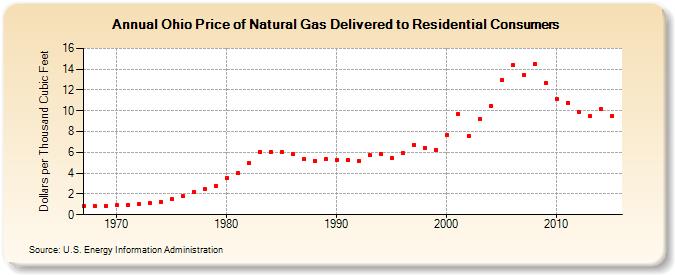 Annual Ohio Price of Natural Gas Delivered to Residential Consumers
Dollars per Thousand Cubic Feet
16
14
12
10
8
6
4
2
0
1970 1980 1990 2000 2010
Source: U.S. Energy Information Administration